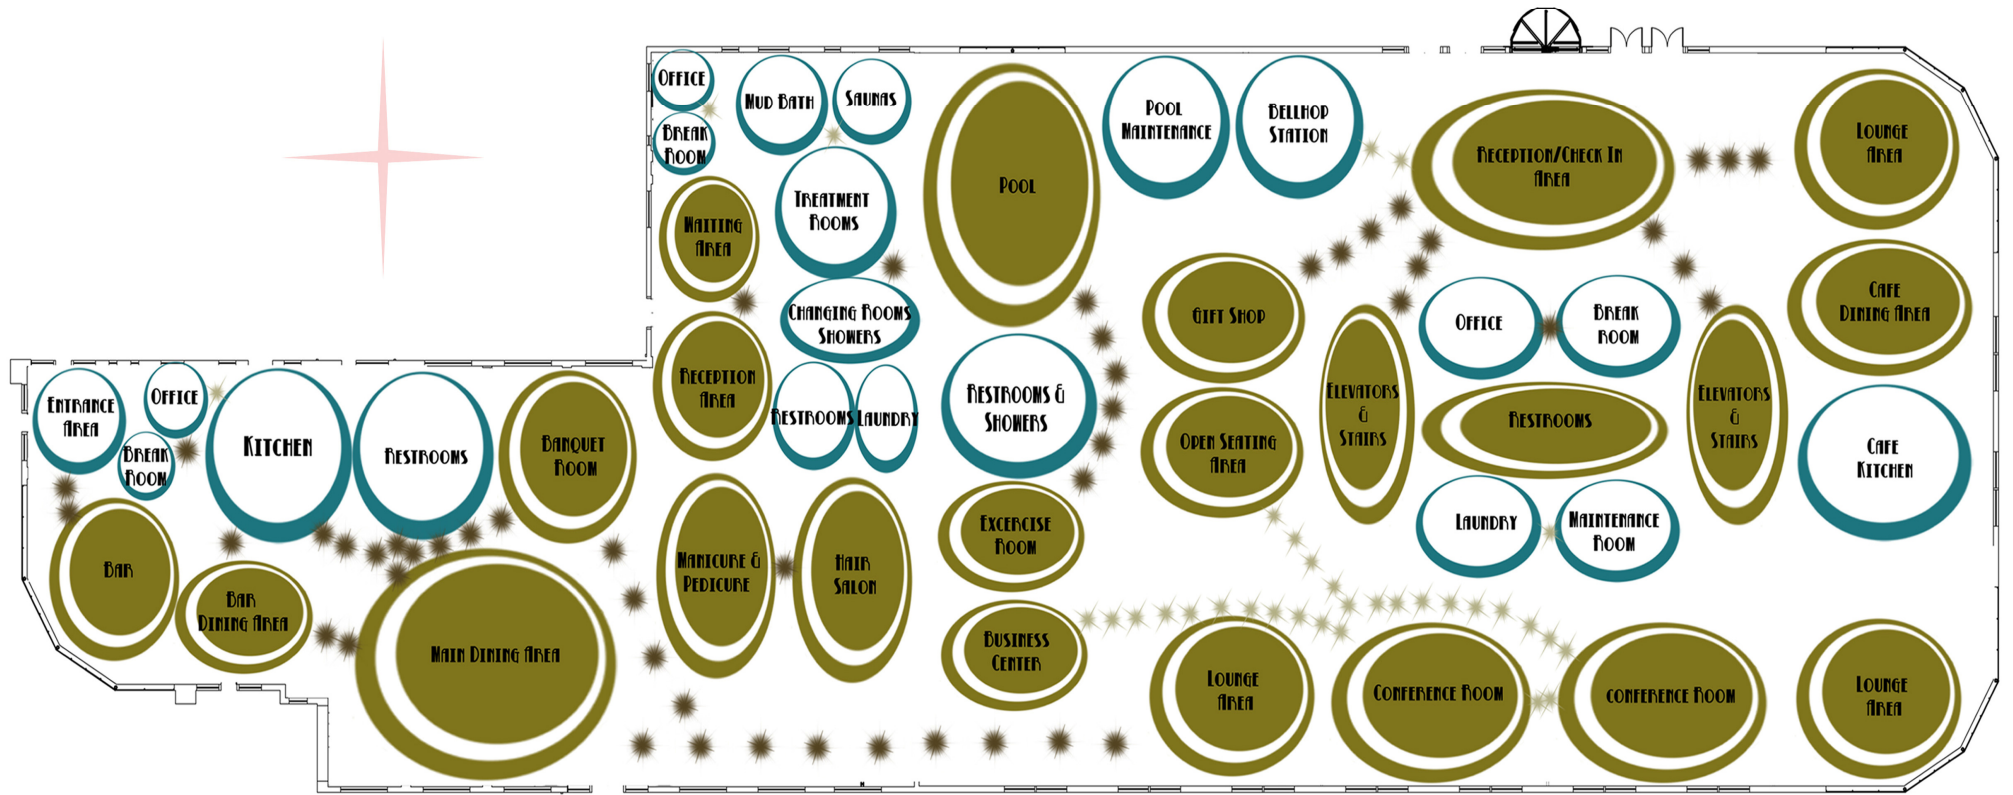 OFFICE
BREAK
ROOM
MUD BATH
SAUNAS
TREATMENT
ROOMS
WAITING
AREA
CHANGING ROOMS
SHOWERS
RECEPTION
AREA
RESTROOMS
LAUNDRY
MANICURE &
PEDICURE
HAIR
SALON
ENTRANCE
AREA
OFFICE
BREAK
ROOM
KITCHEN
RESTROOMS
BANQUET
ROOM
BAR
BAR
DINING AREA
MAIN DINING AREA
POOL
RESTROOMS &
SHOWERS
EXCERCISE
ROOM
BUSINESS
CENTER
POOL
MAINTENANCE
BELLHOP
STATION
RECEPTION/CHECK IN
AREA
LOUNGE
AREA
GIFT SHOP
OPEN SEATING
AREA
ELEVATORS
&
STAIRS
OFFICE
BREAK
ROOM
RESTROOMS
LAUNDRY
MAINTENANCE
ROOM
ELEVATORS
&
STAIRS
CAFE
DINING AREA
CAFE
KITCHEN
LOUNGE
AREA
CONFERENCE ROOM
CONFERENCE ROOM
LOUNGE
AREA